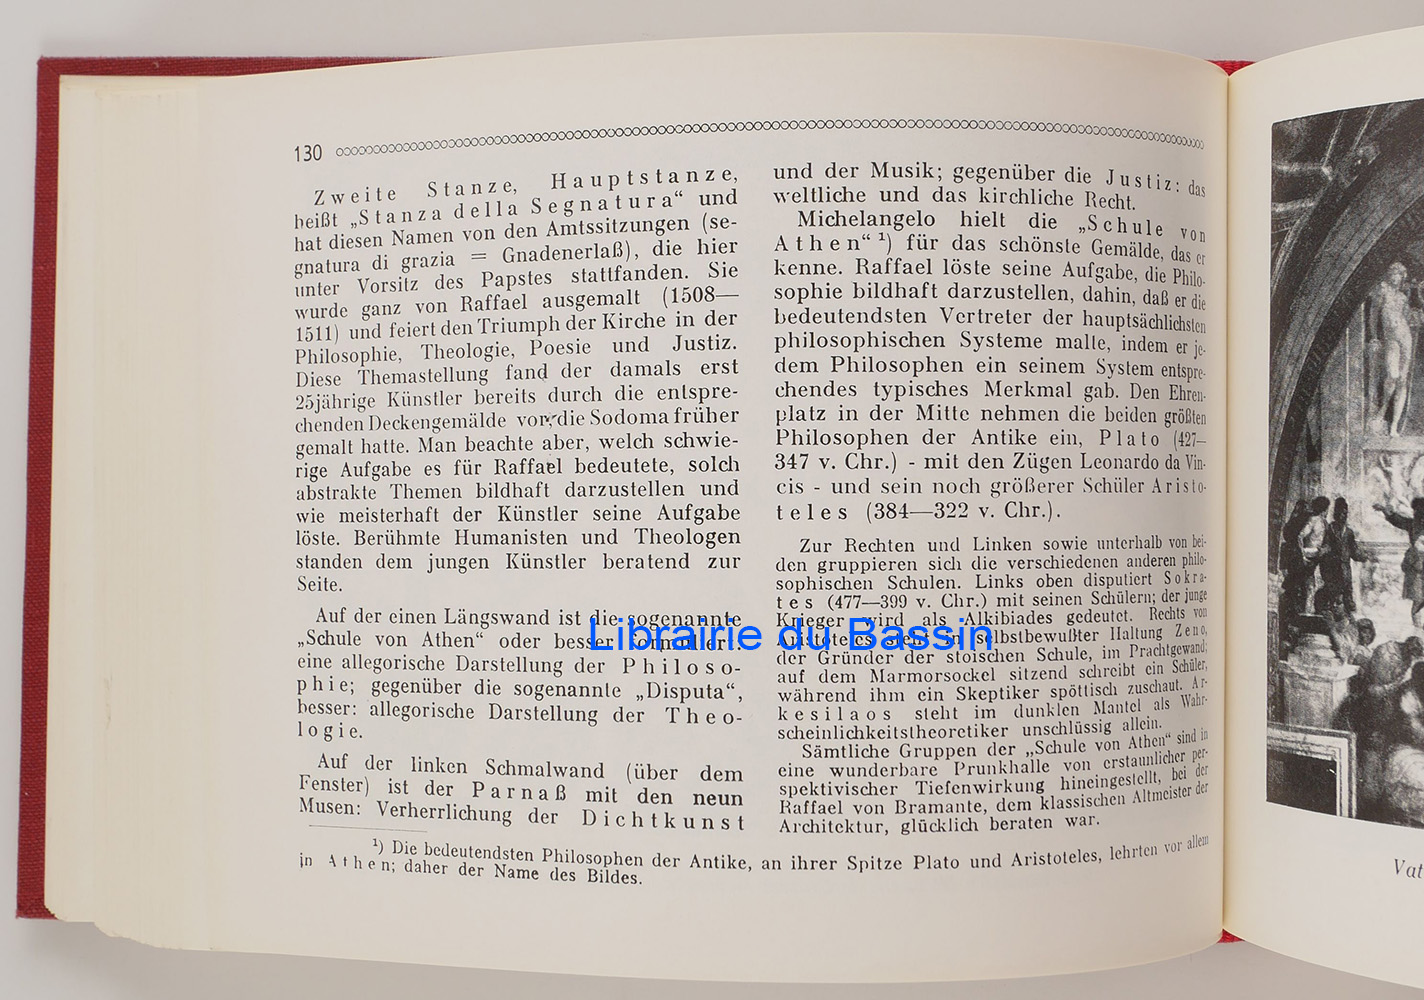 130
Zweite Stanze, Hauptstanze,
heißt „Stanza della Segnatura“ und
hat diesen Namen von den Amtssitzungen (se-
gnatura di grazia = Gnadenerlaß), die hier
unter Vorsitz des Papstes stattfanden. Sie
wurde ganz von Raffael ausgemalt (1508—
1511) und feiert den Triumph der Kirche in der
Philosophie, Theologie, Poesie und Justiz.
Diese Themastellung fand der damals erst
25jährige Künstler bereits durch die entspre-
chenden Deckengemälde vor, die Sodoma früher
gemalt hatte. Man beachte aber, welch schwie-
rige Aufgabe es für Raffael bedeutete, solch
abstrakte Themen bildhaft darzustellen und
wie meisterhaft der Künstler seine Aufgabe
löste. Berühmte Humanisten und Theologen
standen dem jungen Künstler beratend zur
Seite.
Auf der einen Längswand ist die sogenannte
„Schule von Athen“ oder besser formuliert:
eine allegorische Darstellung der Philoso-
phie; gegenüber die sogenannte „Disputa“,
besser: allegorische Darstellung der Theo-
logie.
Auf der linken Schmalwand (über dem
Fenster) ist der Parnaß mit den neun
Musen: Verherrlichung der Dichtkunst
und der Musik; gegenüber die Justiz: das
weltliche und das kirchliche Recht.
Michelangelo hielt die „Schule von
Athen“ ¹) für das schönste Gemälde, das er
kenne. Raffael löste seine Aufgabe, die Philo-
sophie bildhaft darzustellen, dahin, daß er die
bedeutendsten Vertreter der hauptsächlichsten
philosophischen Systeme malte, indem er je-
dem Philosophen ein seinem System entspre-
chendes typisches Merkmal gab. Den Ehren-
platz in der Mitte nehmen die beiden größten
Philosophen der Antike ein, Plato (427—
347 v. Chr.) - mit den Zügen Leonardo da Vin-
cis - und sein noch größerer Schüler Aristo-
teles (384—322 v. Chr.).
Zur Rechten und Linken sowie unterhalb von bei-
den gruppieren sich die verschiedenen anderen philo-
sophischen Schulen. Links oben disputiert Sokra-
tes (477—399 v. Chr.) mit seinen Schülern; der junge
Krieger wird als Alkibiades gedeutet. Rechts von
Aristoteles steht in selbstbewußter Haltung Zeno,
der Gründer der stoischen Schule, im Prachtgewand;
auf dem Marmorsockel sitzend schreibt ein Schüler,
während ihm ein Skeptiker spöttisch zuschaut. Ar-
kesilaos steht im dunklen Mantel als Wahr-
scheinlichkeitstheoretiker unschlüssig allein.
Sämtliche Gruppen der „Schule von Athen“ sind in
eine wunderbare Prunkhalle von erstaunlicher per-
spektivischer Tiefenwirkung hineingestellt, bei der
Raffael von Bramante, dem klassischen Altmeister der
Architektur, glücklich beraten war.
¹) Die bedeutendsten Philosophen der Antike, an ihrer Spitze Plato und Aristoteles, lehrten vor allem
in Athen; daher der Name des Bildes.
Librairie du Bassin
Vat